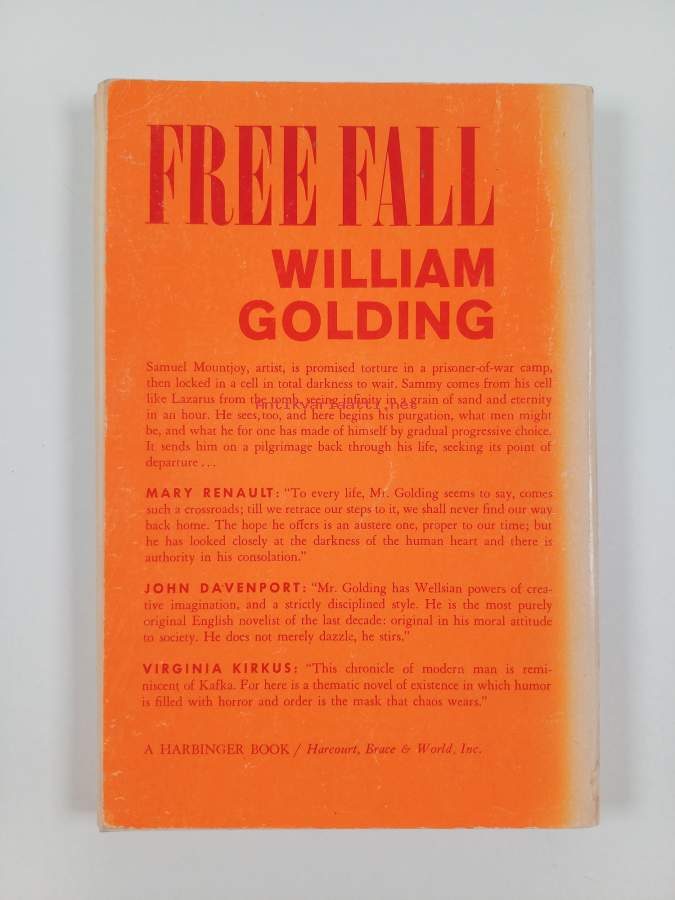 FREE FALL
WILLIAM
GOLDING
Samuel Mountjoy, artist, is promised torture in a prisoner-of-war camp,
then locked in a cell in total darkness to wait. Sammy comes from his cell
like Lazarus from the tomb seeing infinity in a grain of sand and eternity
antikvariaatti.net
in an hour. He sees, too, and here begins his purgation, what men might
be, and what he for one has made of himself by gradual progressive choice.
It sends him on a pilgrimage back through his life, seeking its point of
departure . . .
MARY RENAULT: "To every life, Mr. Golding seems to say, comes
such a crossroads; till we retrace our steps to it, we shall never find our way
back home. The hope he offers is an austere one, proper to our time; but
he has looked closely at the darkness of the human heart and there is
authority in his consolation."
JOHN DAVENPORT: "Mr. Golding has Wellsian powers of crea-
tive imagination, and a strictly disciplined style. He is the most purely
original English novelist of the last decade: original in his moral attitude
to society. He does not merely dazzle, he stirs."
VIRGINIA KIRKUS: "This chronicle of modern man is remi-
niscent of Kafka. For here is a thematic novel of existence in which humor
is filled with horror and order is the mask that chaos wears."
A HARBINGER BOOK / Harcourt, Brace & World, Inc.